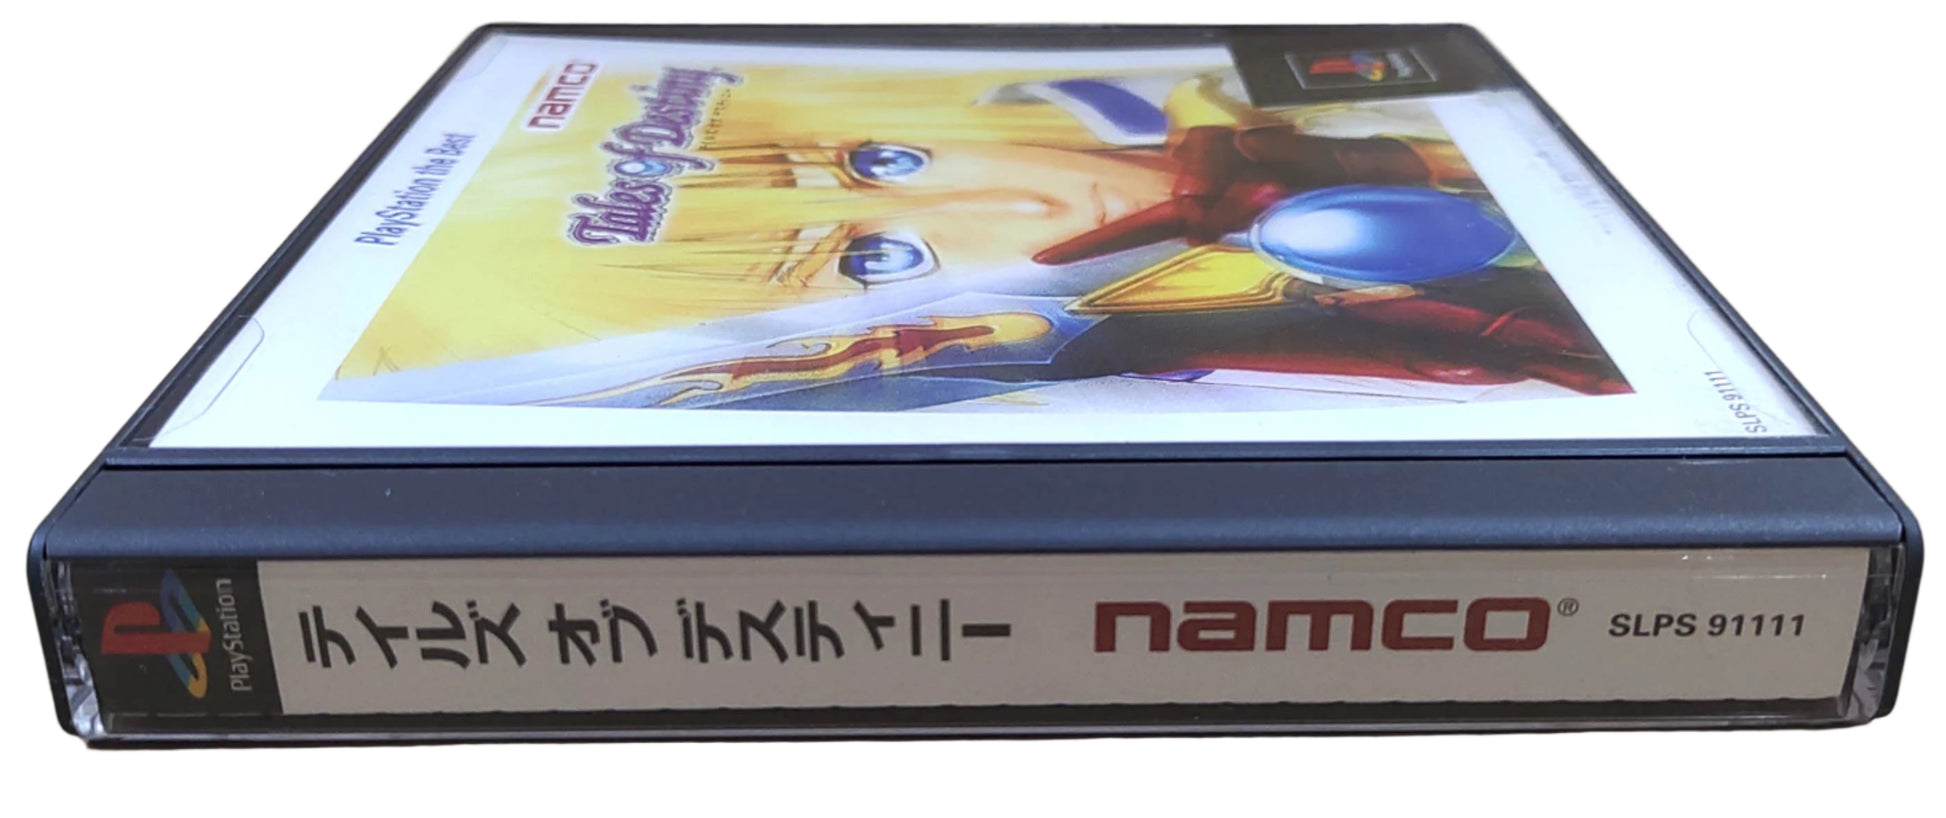 PlayStation the Best
namco
Tales of Destiny
SLPS 91111
PlayStation
テイルズ オブ デスティニー
namco®
SLPS 91111